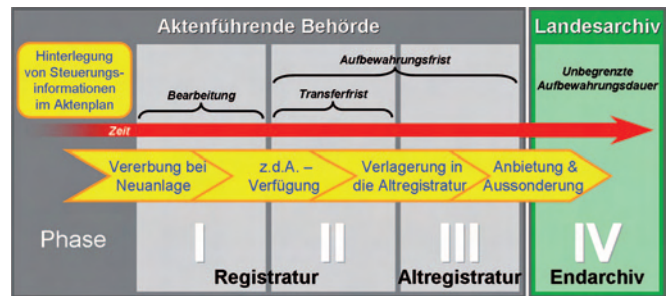 Aktenführende Behörde
Landesarchiv
Hinterlegung
von Steuerungs-
informationen
im Aktenplan
Aufbewahrungsfrist
Bearbeitung
Transferfrist
Unbegrenzte
Aufbewahrungsdauer
Zeit
Vererbung bei
Neuanlage
z.d.A. –
Verfügung
Verlagerung in
die Altregistratur
Anbietung &
Aussonderung
Phase
I
II
III
IV
Registratur
Altregistratur
Endarchiv